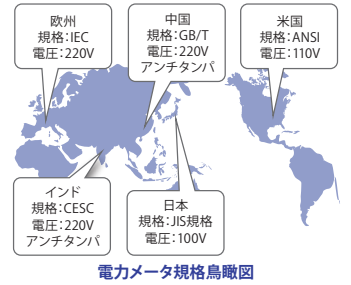 欧州
規格:IEC
電圧:220V
中国
規格:GB/T
電圧:220V
アンチタンパ
米国
規格:ANSI
電圧:110V
インド
規格:CESC
電圧:220V
アンチタンパ
日本
規格:JIS規格
電圧:100V
電力メータ規格鳥瞰図